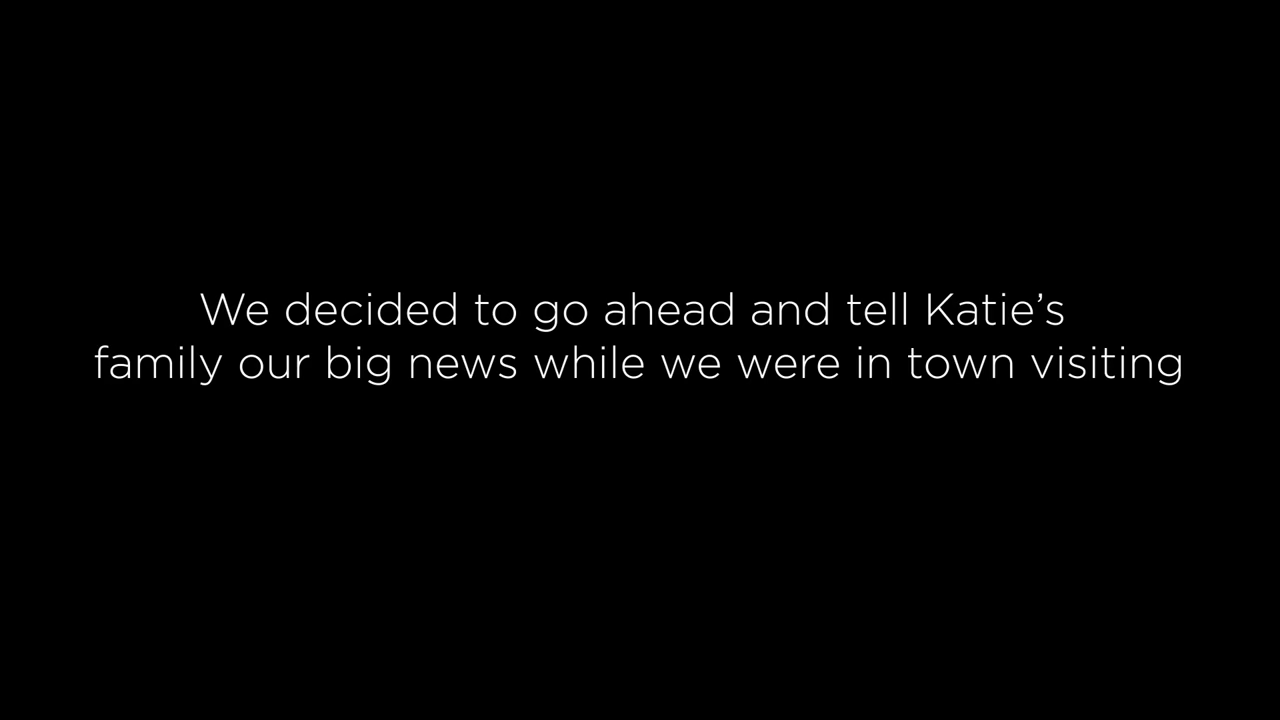 We decided to go ahead and tell Katie’s
family our big news while we were in town visiting